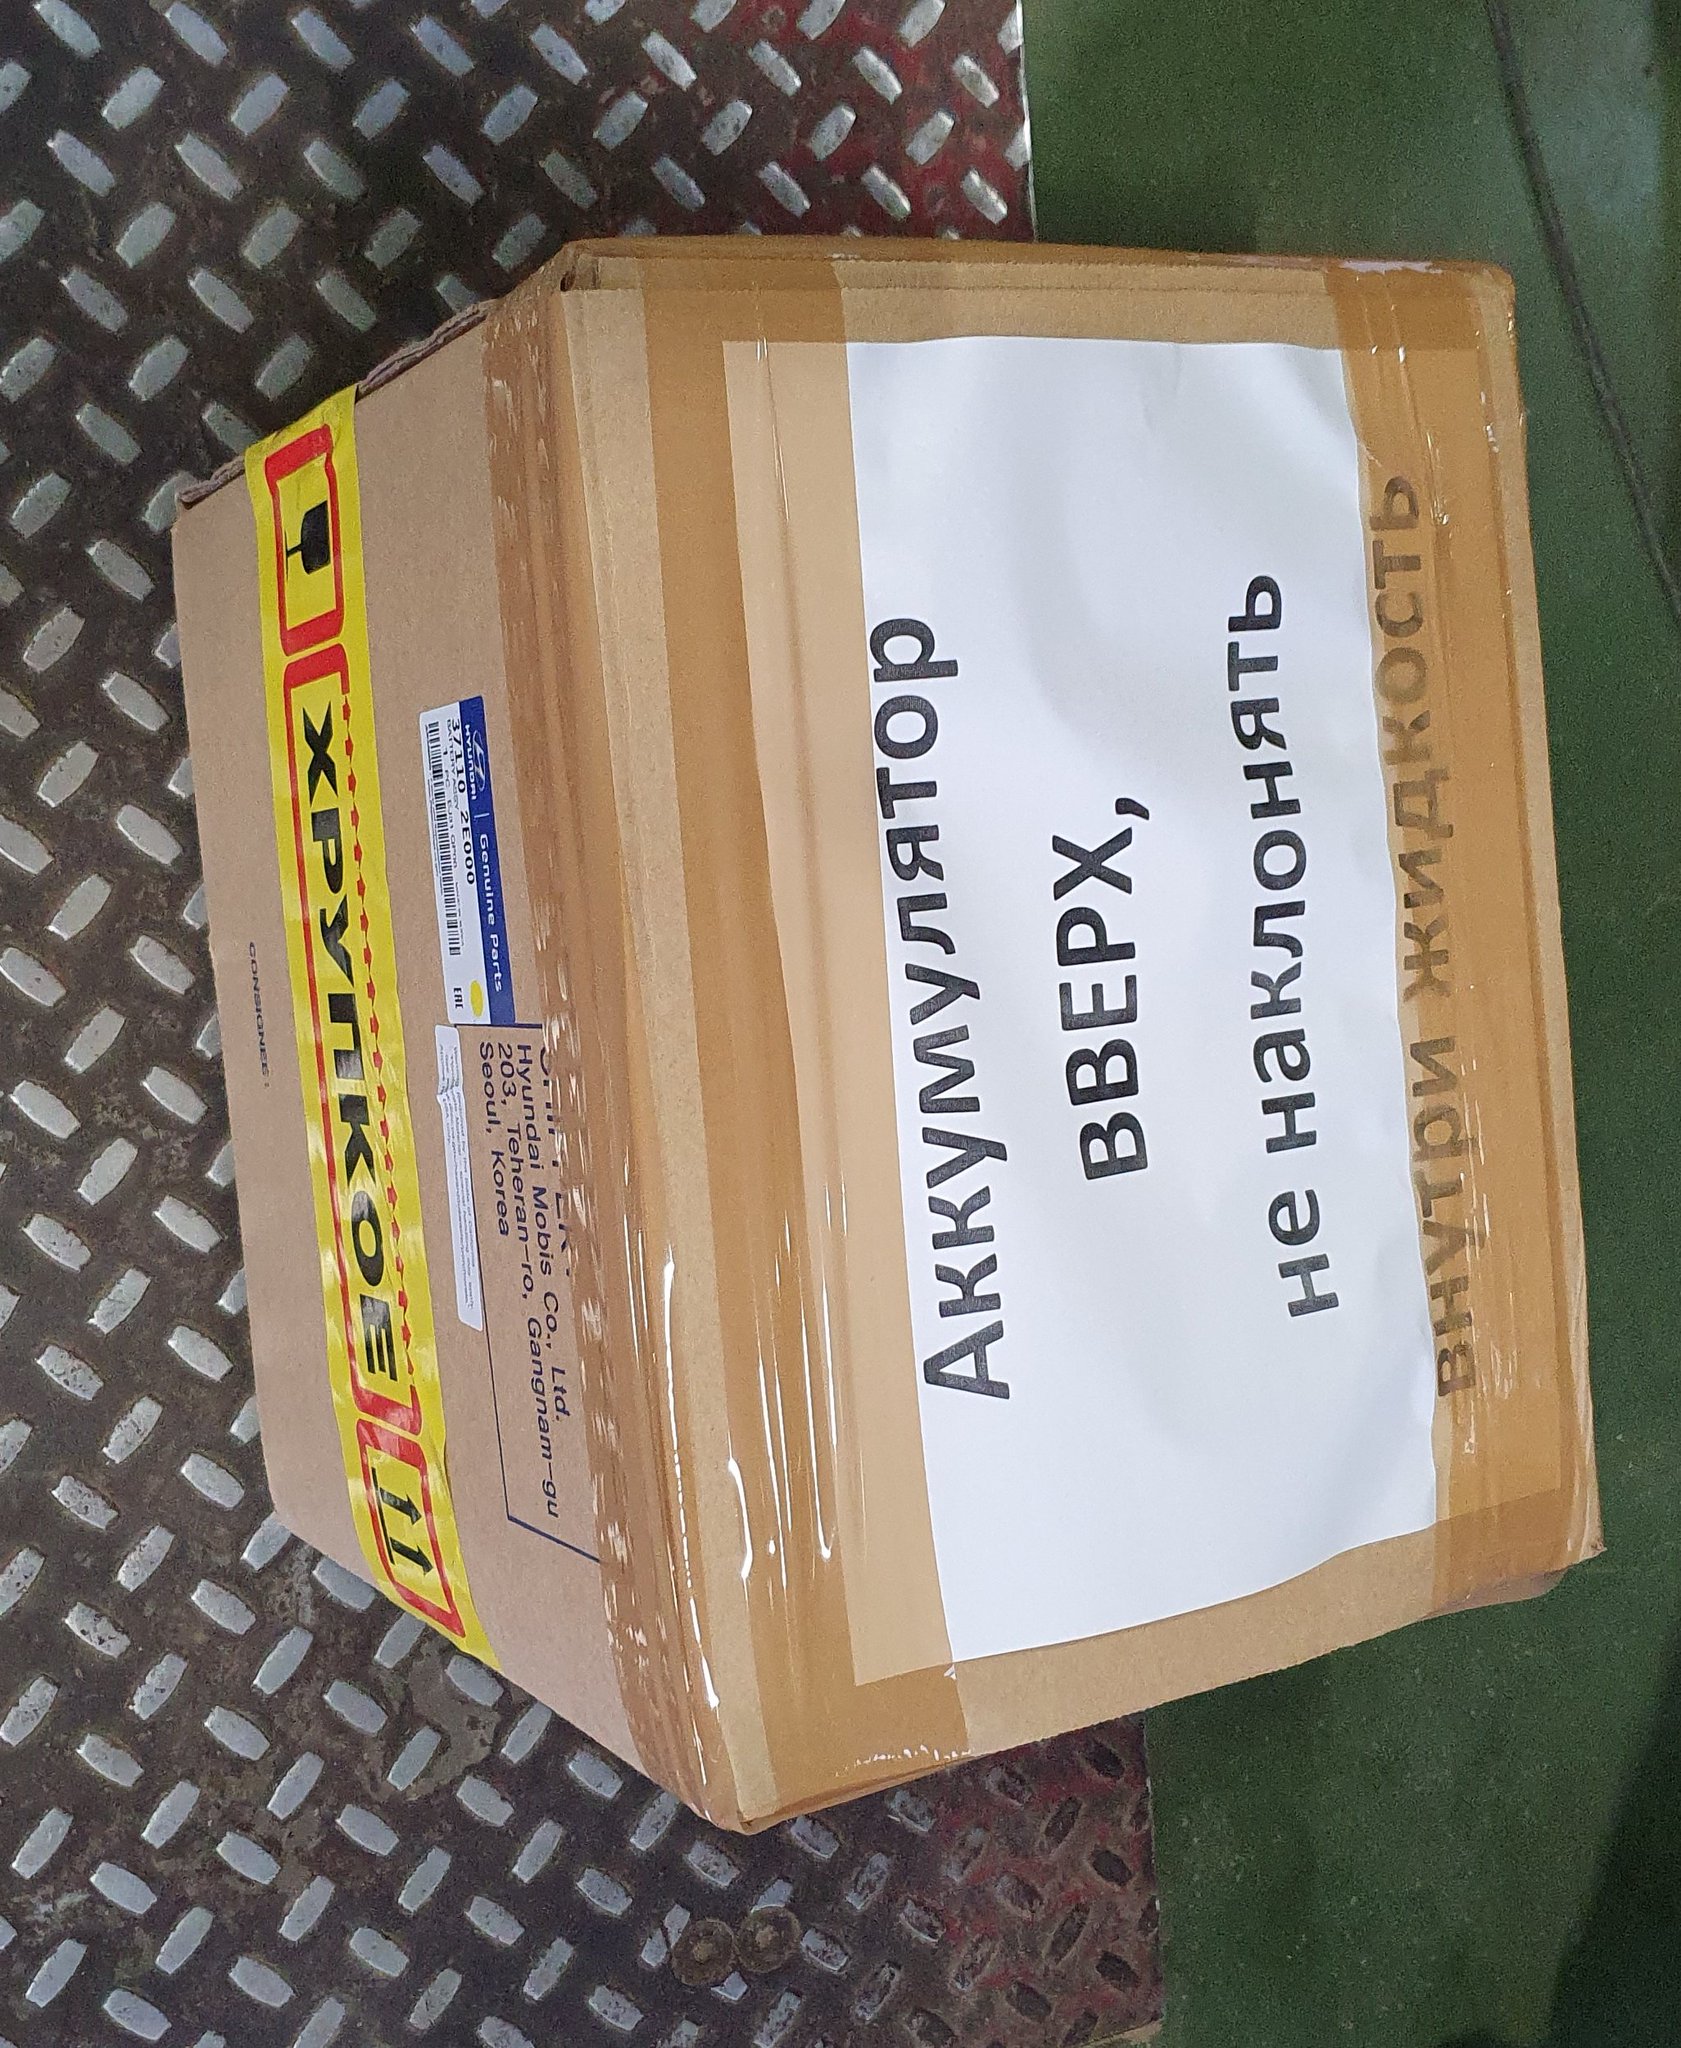 Аккумулятор
ВВЕРХ,
не наклонять
внутри жидкость
ХРУПКОЕ
HYUNDAI | Genuine Parts
37110 2E000
EAC
Hyundai Mobis Co., Ltd.
203, Teheran-ro, Gangnam-gu
Seoul, Korea
CONSIGNEE: